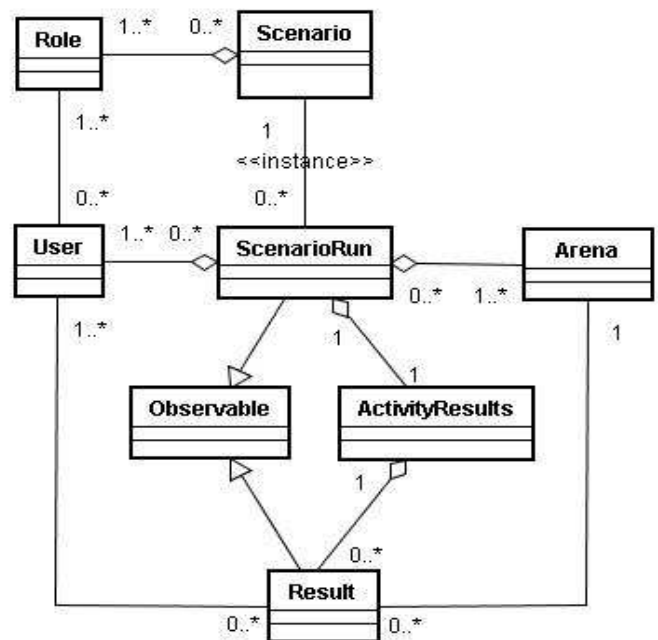 Role
1..*
0..*
Scenario
1..*
1
<<instance>>
0..*
0..*
User
1..*
0..*
ScenarioRun
Arena
0..*
1..*
1..*
1
1
1
Observable
ActivityResults
1
0..*
Result
0..*
0..*